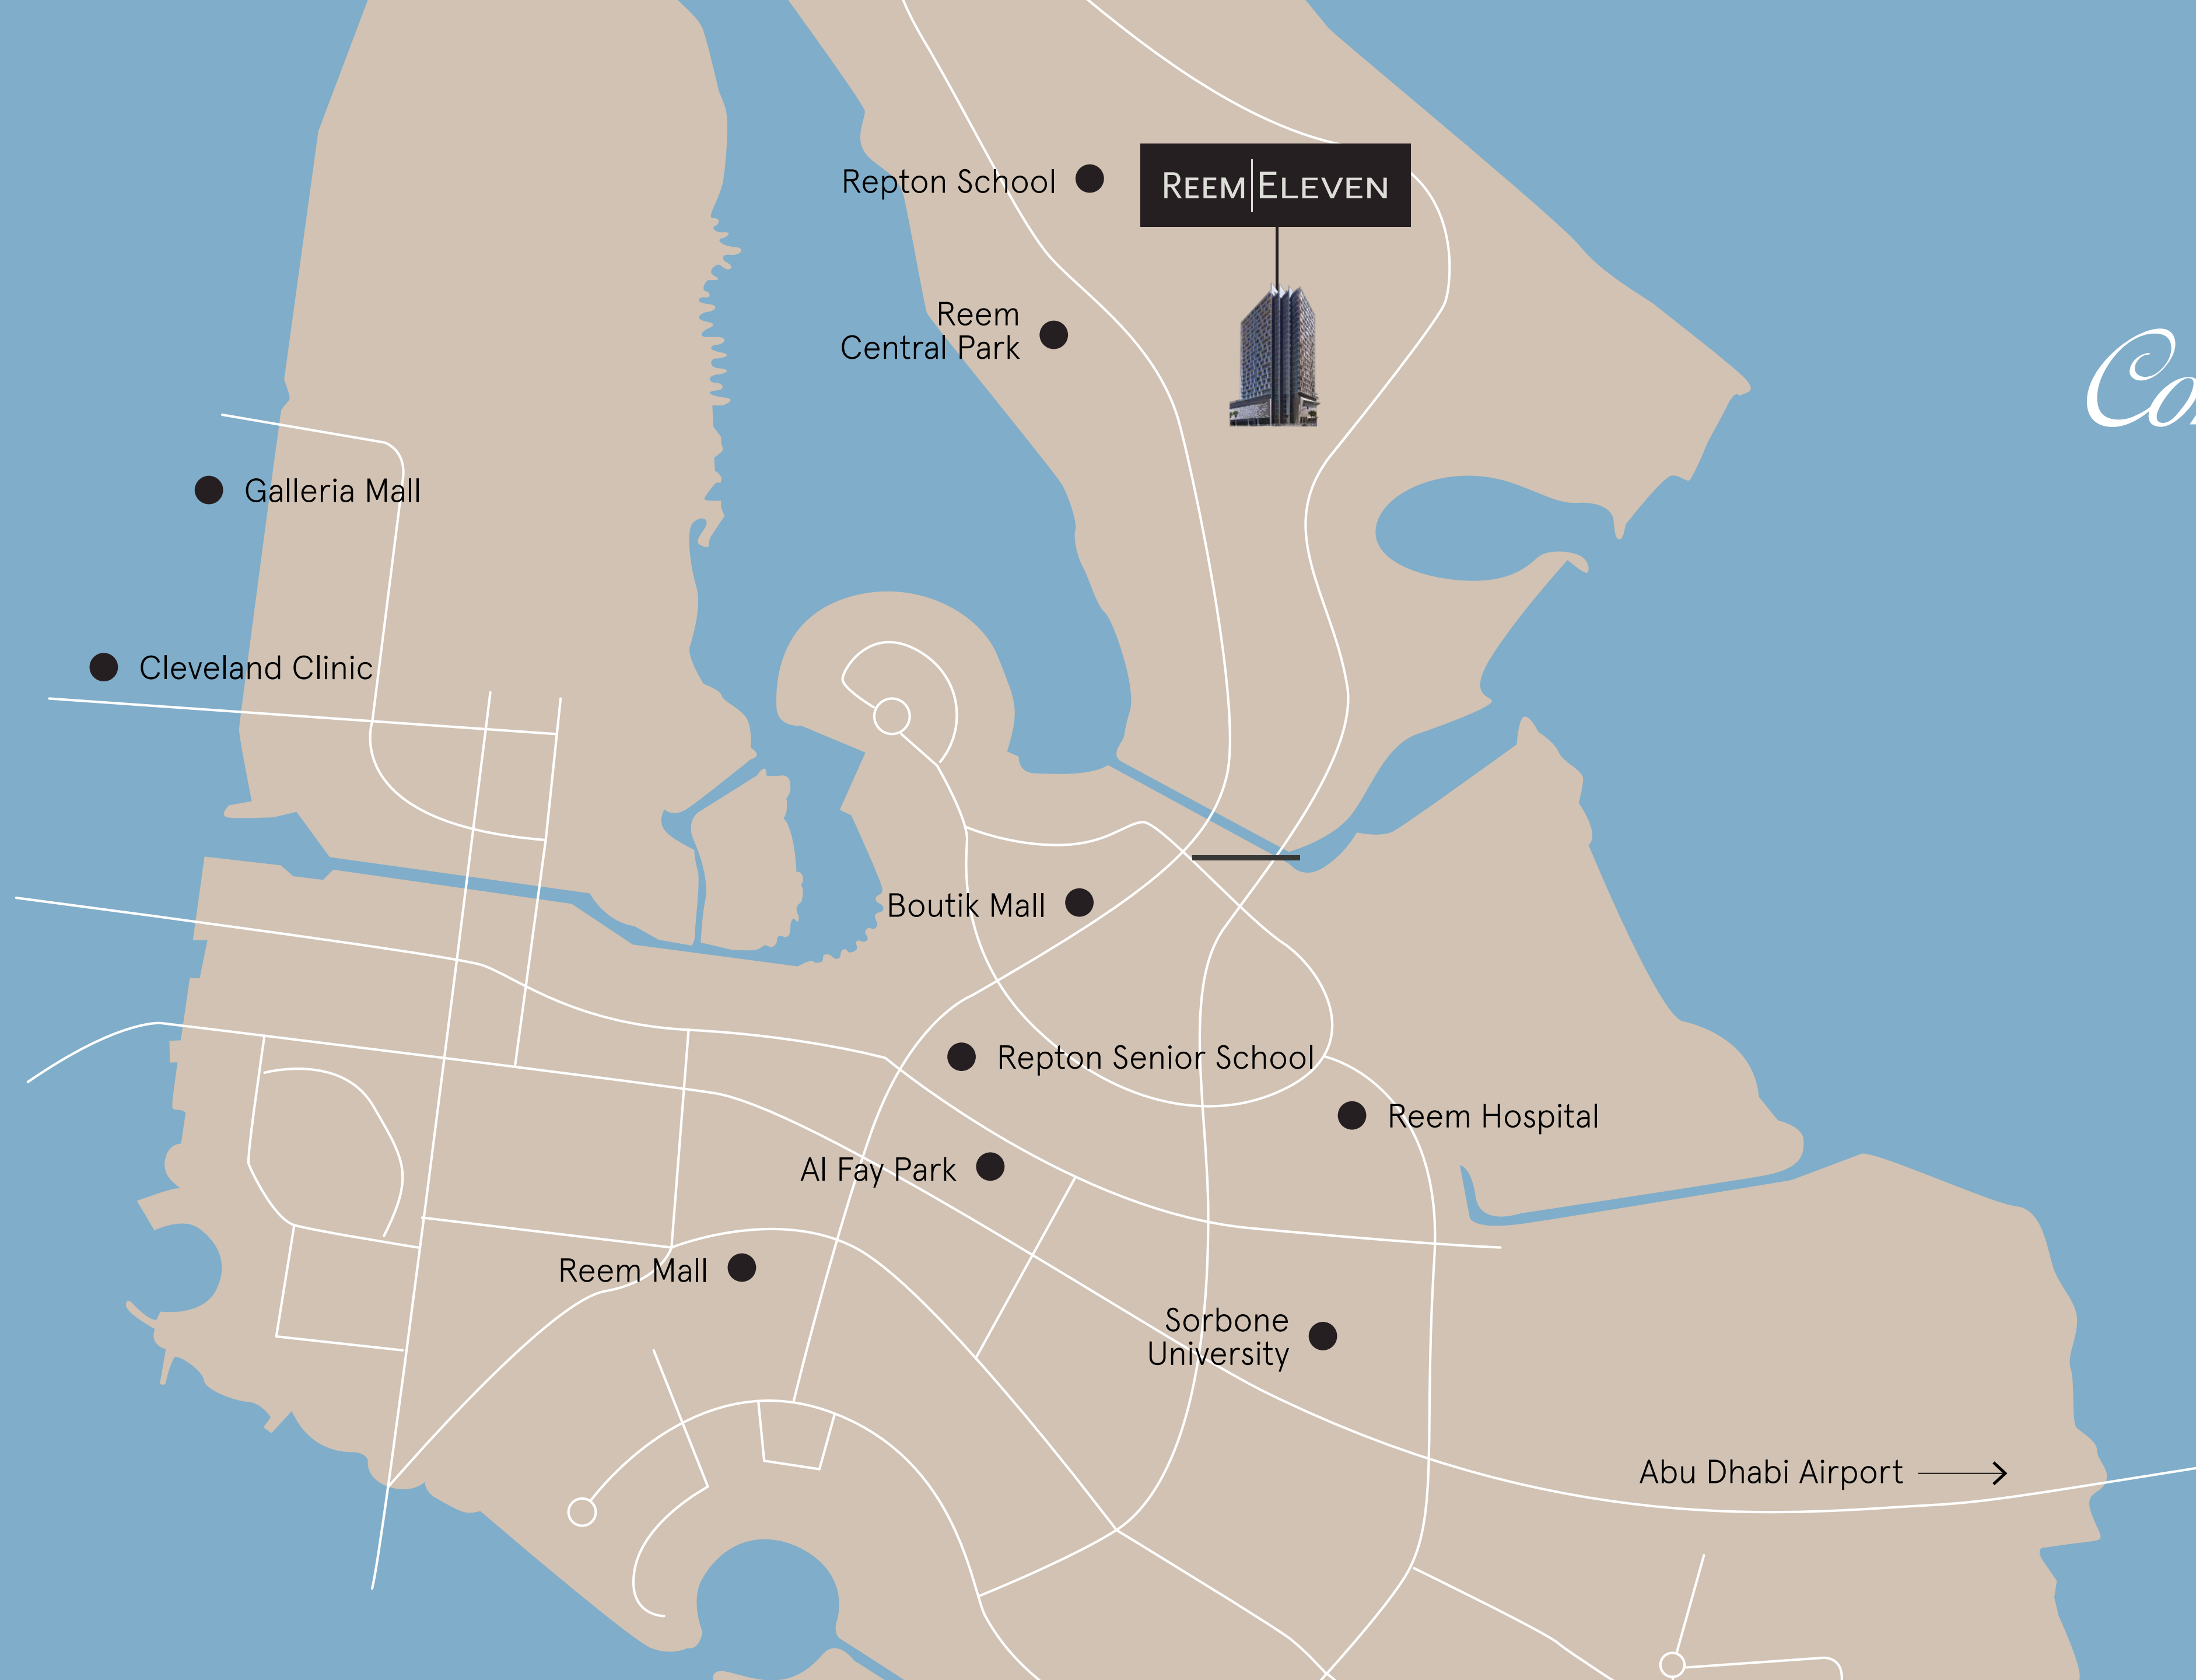 Repton School
REEM|ELEVEN
Reem
Central Park
Galleria Mall
Cleveland Clinic
Boutik Mall
Repton Senior School
Reem Hospital
Al Fay Park
Reem Mall
Sorbone
University
Abu Dhabi Airport